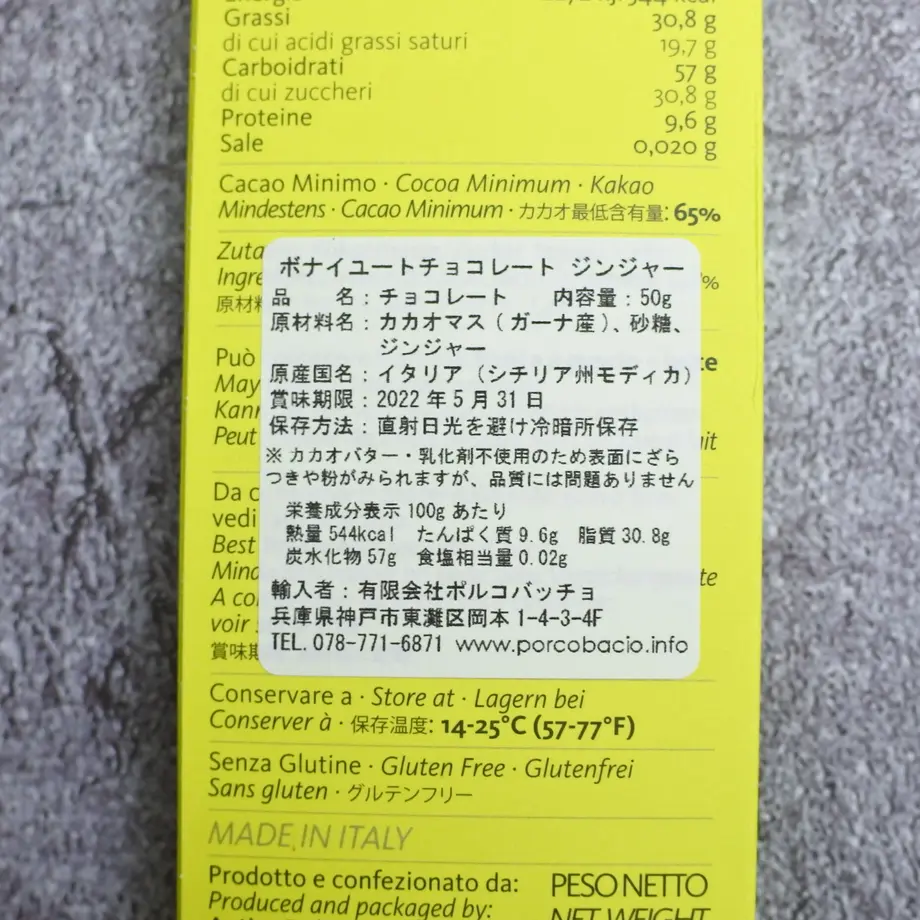 Grassi 30,8 g
di cui acidi grassi saturi 19,7 g
Carboidrati 57 g
di cui zuccheri 30,8 g
Proteine 9,6 g
Sale 0,020 g
Cacao Minimo · Cocoa Minimum · Kakao
Mindestens · Cacao Minimum · カカオ最低含有量: 65%
ボナイユートチョコレート ジンジャー
品 名：チョコレート 内容量：50g
原材料名：カカオマス（ガーナ産）、砂糖、
ジンジャー
原産国名：イタリア（シチリア州モディカ）
賞味期限：2022年5月31日
保存方法：直射日光を避け冷暗所保存
※カカオバター・乳化剤不使用のため表面にざら
つきや粉がみられますが、品質には問題ありません
栄養成分表示 100g あたり
熱量 544kcal たんぱく質 9.6g 脂質 30.8g
炭水化物 57g 食塩相当量 0.02g
輸入者：有限会社ポルコバッチョ
兵庫県神戸市東灘区岡本 1-4-3-4F
TEL. 078-771-6871 www.porcobacio.info
Può
May
Best
Conservare a · Store at · Lagern bei
Conserver à · 保存温度: 14-25°C (57-77°F)
Senza Glutine · Gluten Free · Glutenfrei
Sans gluten · グルテンフリー
MADE IN ITALY
Prodotto e confezionato da: PESO NETTO
Produced and packaged by: NET WEIGHT